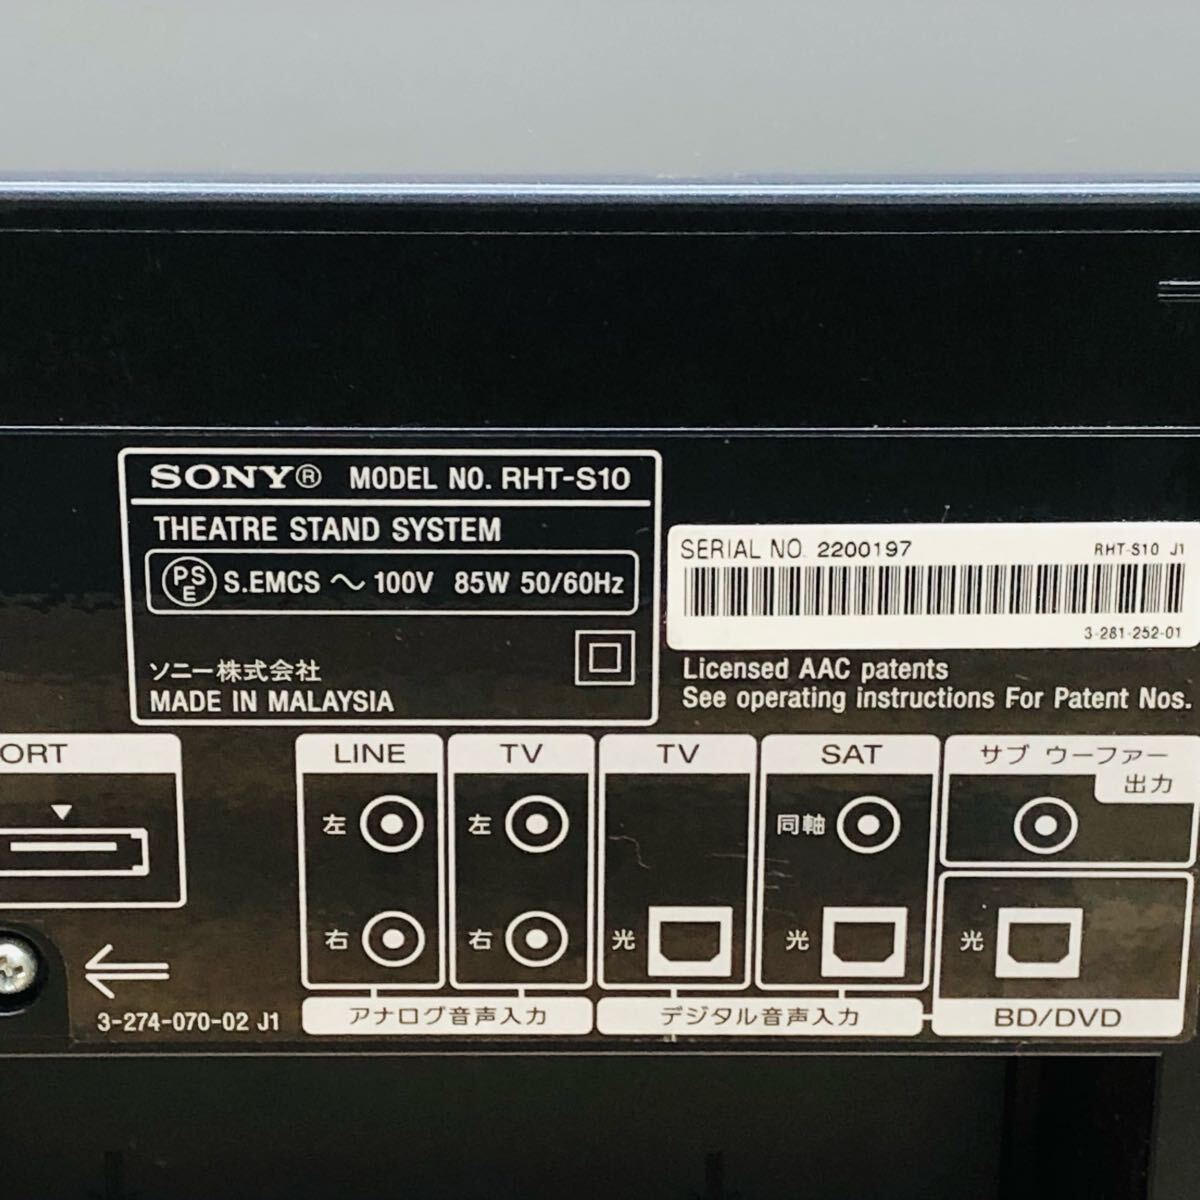 SONY® MODEL NO. RHT-S10
THEATRE STAND SYSTEM
PSE S.EMCS ～ 100V 85W 50/60Hz
ソニー株式会社
MADE IN MALAYSIA
SERIAL NO. 2200197 RHT-S10 J1
3-281-252-01
Licensed AAC patents
See operating instructions For Patent Nos.
ORT
LINE
左
右
TV
左
右
アナログ音声入力
TV
光
SAT
同軸
光
デジタル音声入力
サブ ウーファー
出力
光
BD/DVD
3-274-070-02 J1